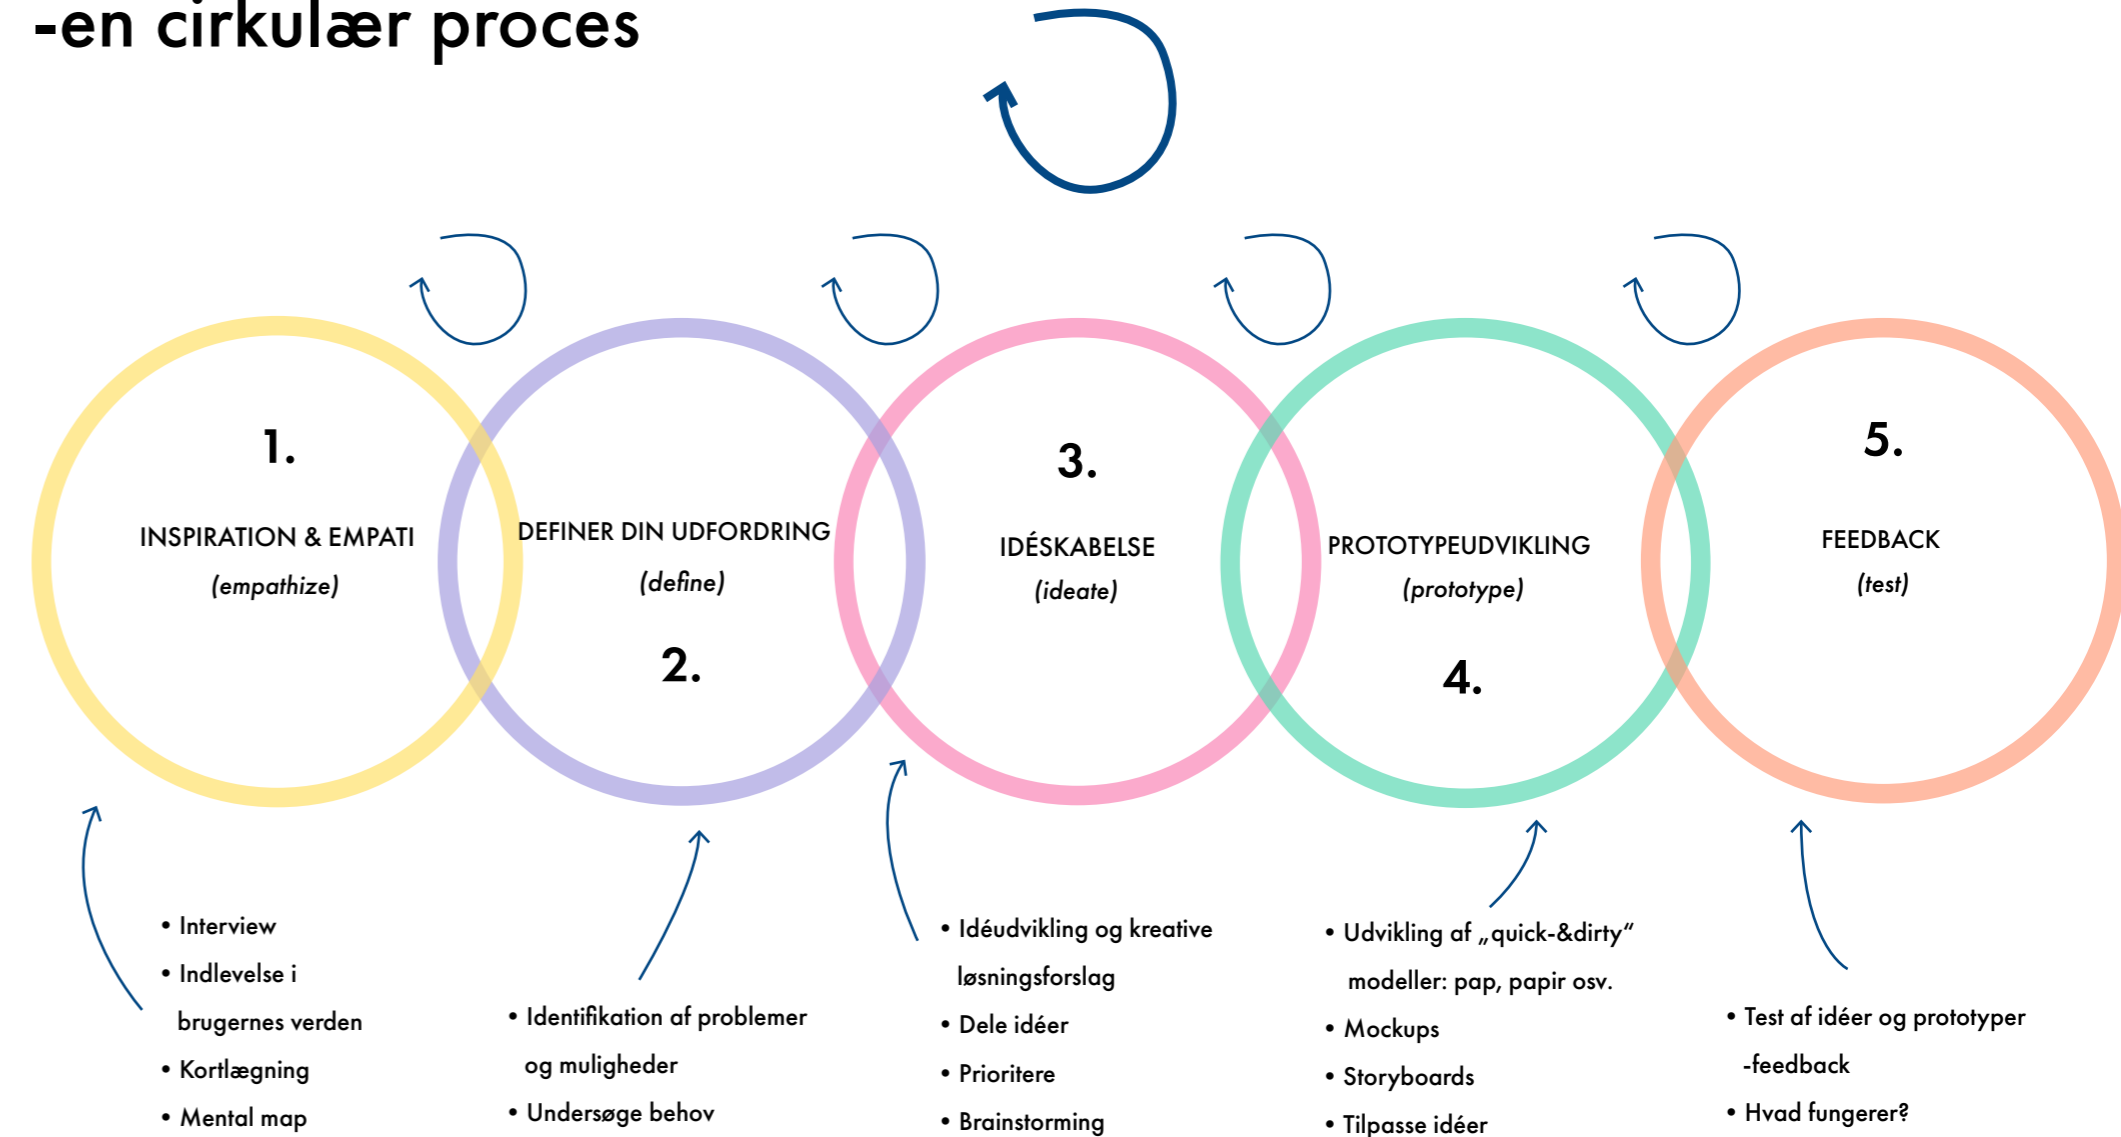 -en cirkulær proces
1.
INSPIRATION & EMPATI
(empathize)
DEFINER DIN UDFORDRING
(define)
2.
3.
IDÉSKABELSE
(ideate)
PROTOTYPEUDVIKLING
(prototype)
4.
5.
FEEDBACK
(test)
• Interview
• Indlevelse i
brugernes verden
• Kortlægning
• Mental map
• Identifikation af problemer
og muligheder
• Undersøge behov
• Idéudvikling og kreative
løsningsforslag
• Dele idéer
• Prioritere
• Brainstorming
• Udvikling af „quick-&dirty“
modeller: pap, papir osv.
• Mockups
• Storyboards
• Tilpasse idéer
• Test af idéer og prototyper
-feedback
• Hvad fungerer?